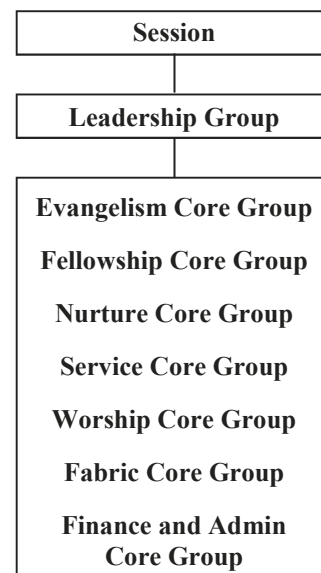 Session
Leadership Group
Evangelism Core Group
Fellowship Core Group
Nurture Core Group
Service Core Group
Worship Core Group
Fabric Core Group
Finance and Admin
Core Group